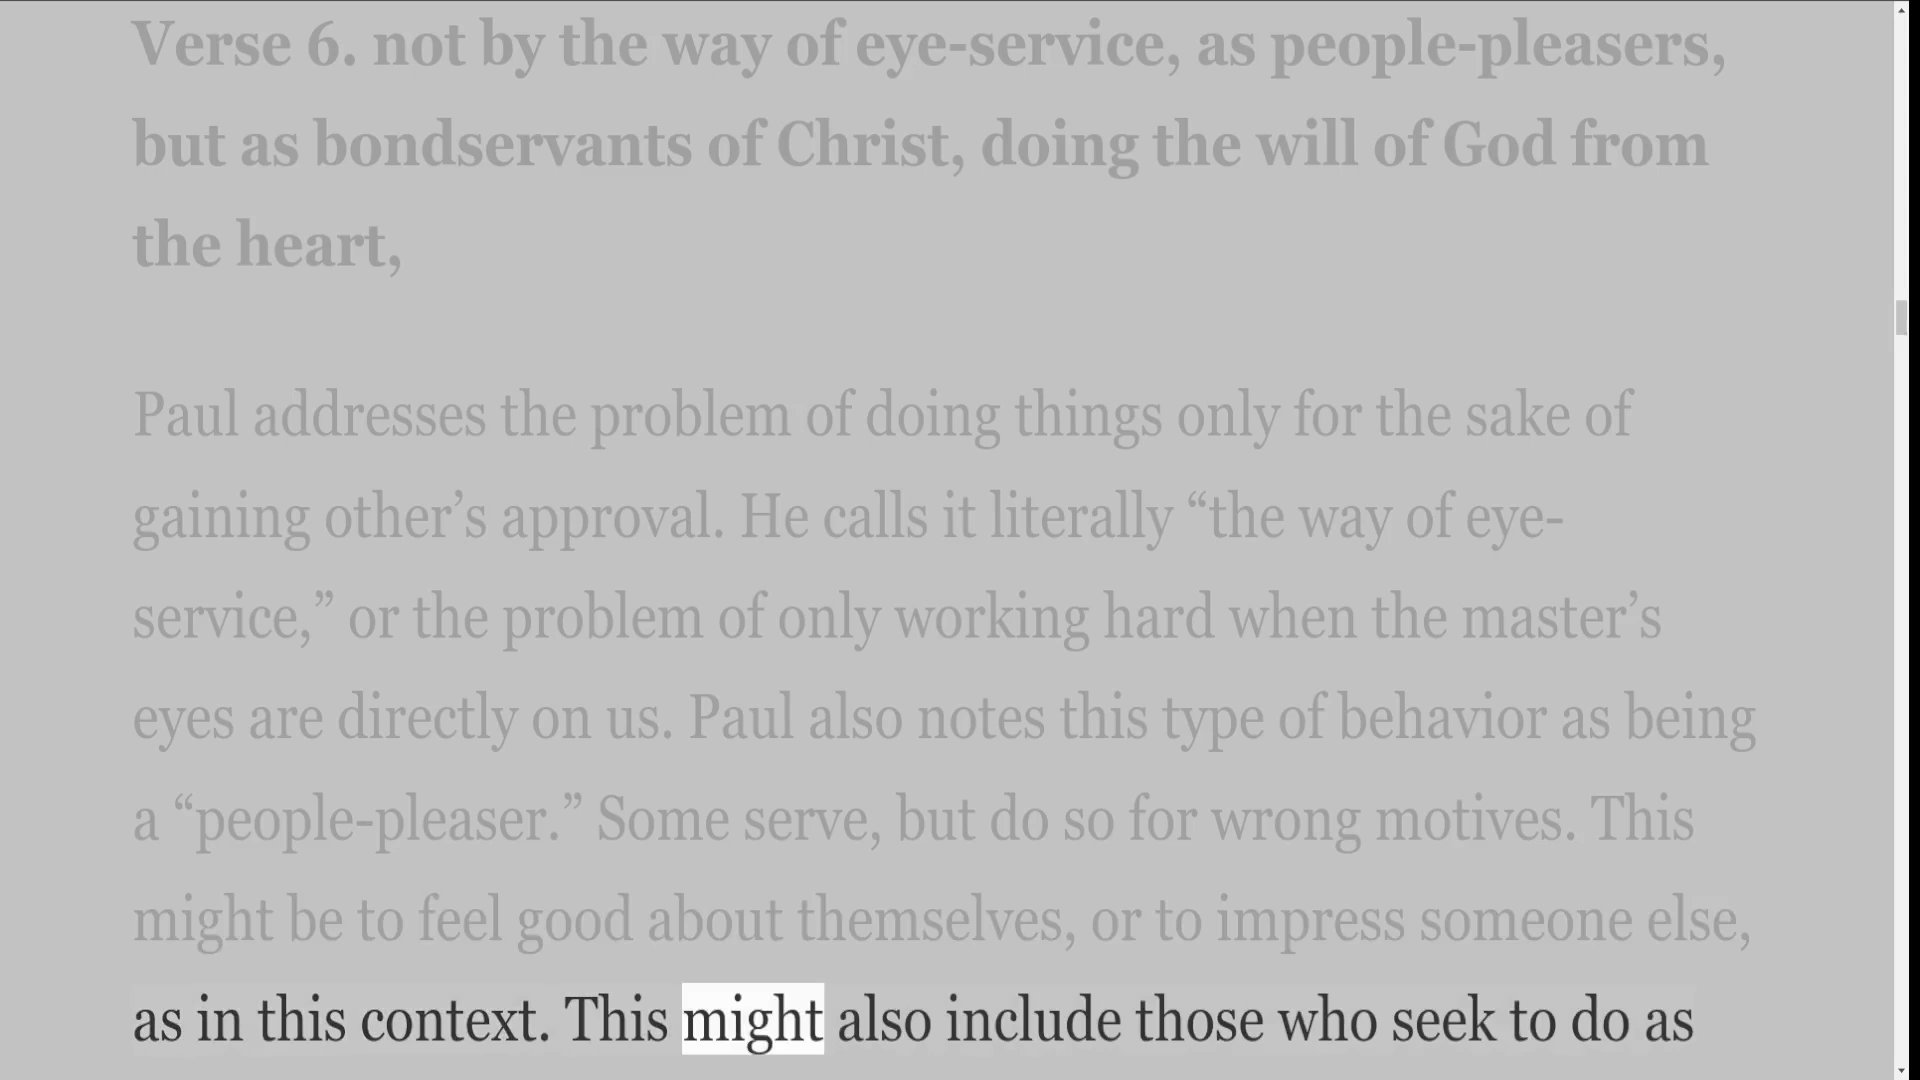 Verse 6. not by the way of eye-service, as people-pleasers,
but as bondservants of Christ, doing the will of God from
the heart,
Paul addresses the problem of doing things only for the sake of
gaining other’s approval. He calls it literally “the way of eye-
service,” or the problem of only working hard when the master’s
eyes are directly on us. Paul also notes this type of behavior as being
a “people-pleaser.” Some serve, but do so for wrong motives. This
might be to feel good about themselves, or to impress someone else,
as in this context. This might also include those who seek to do as